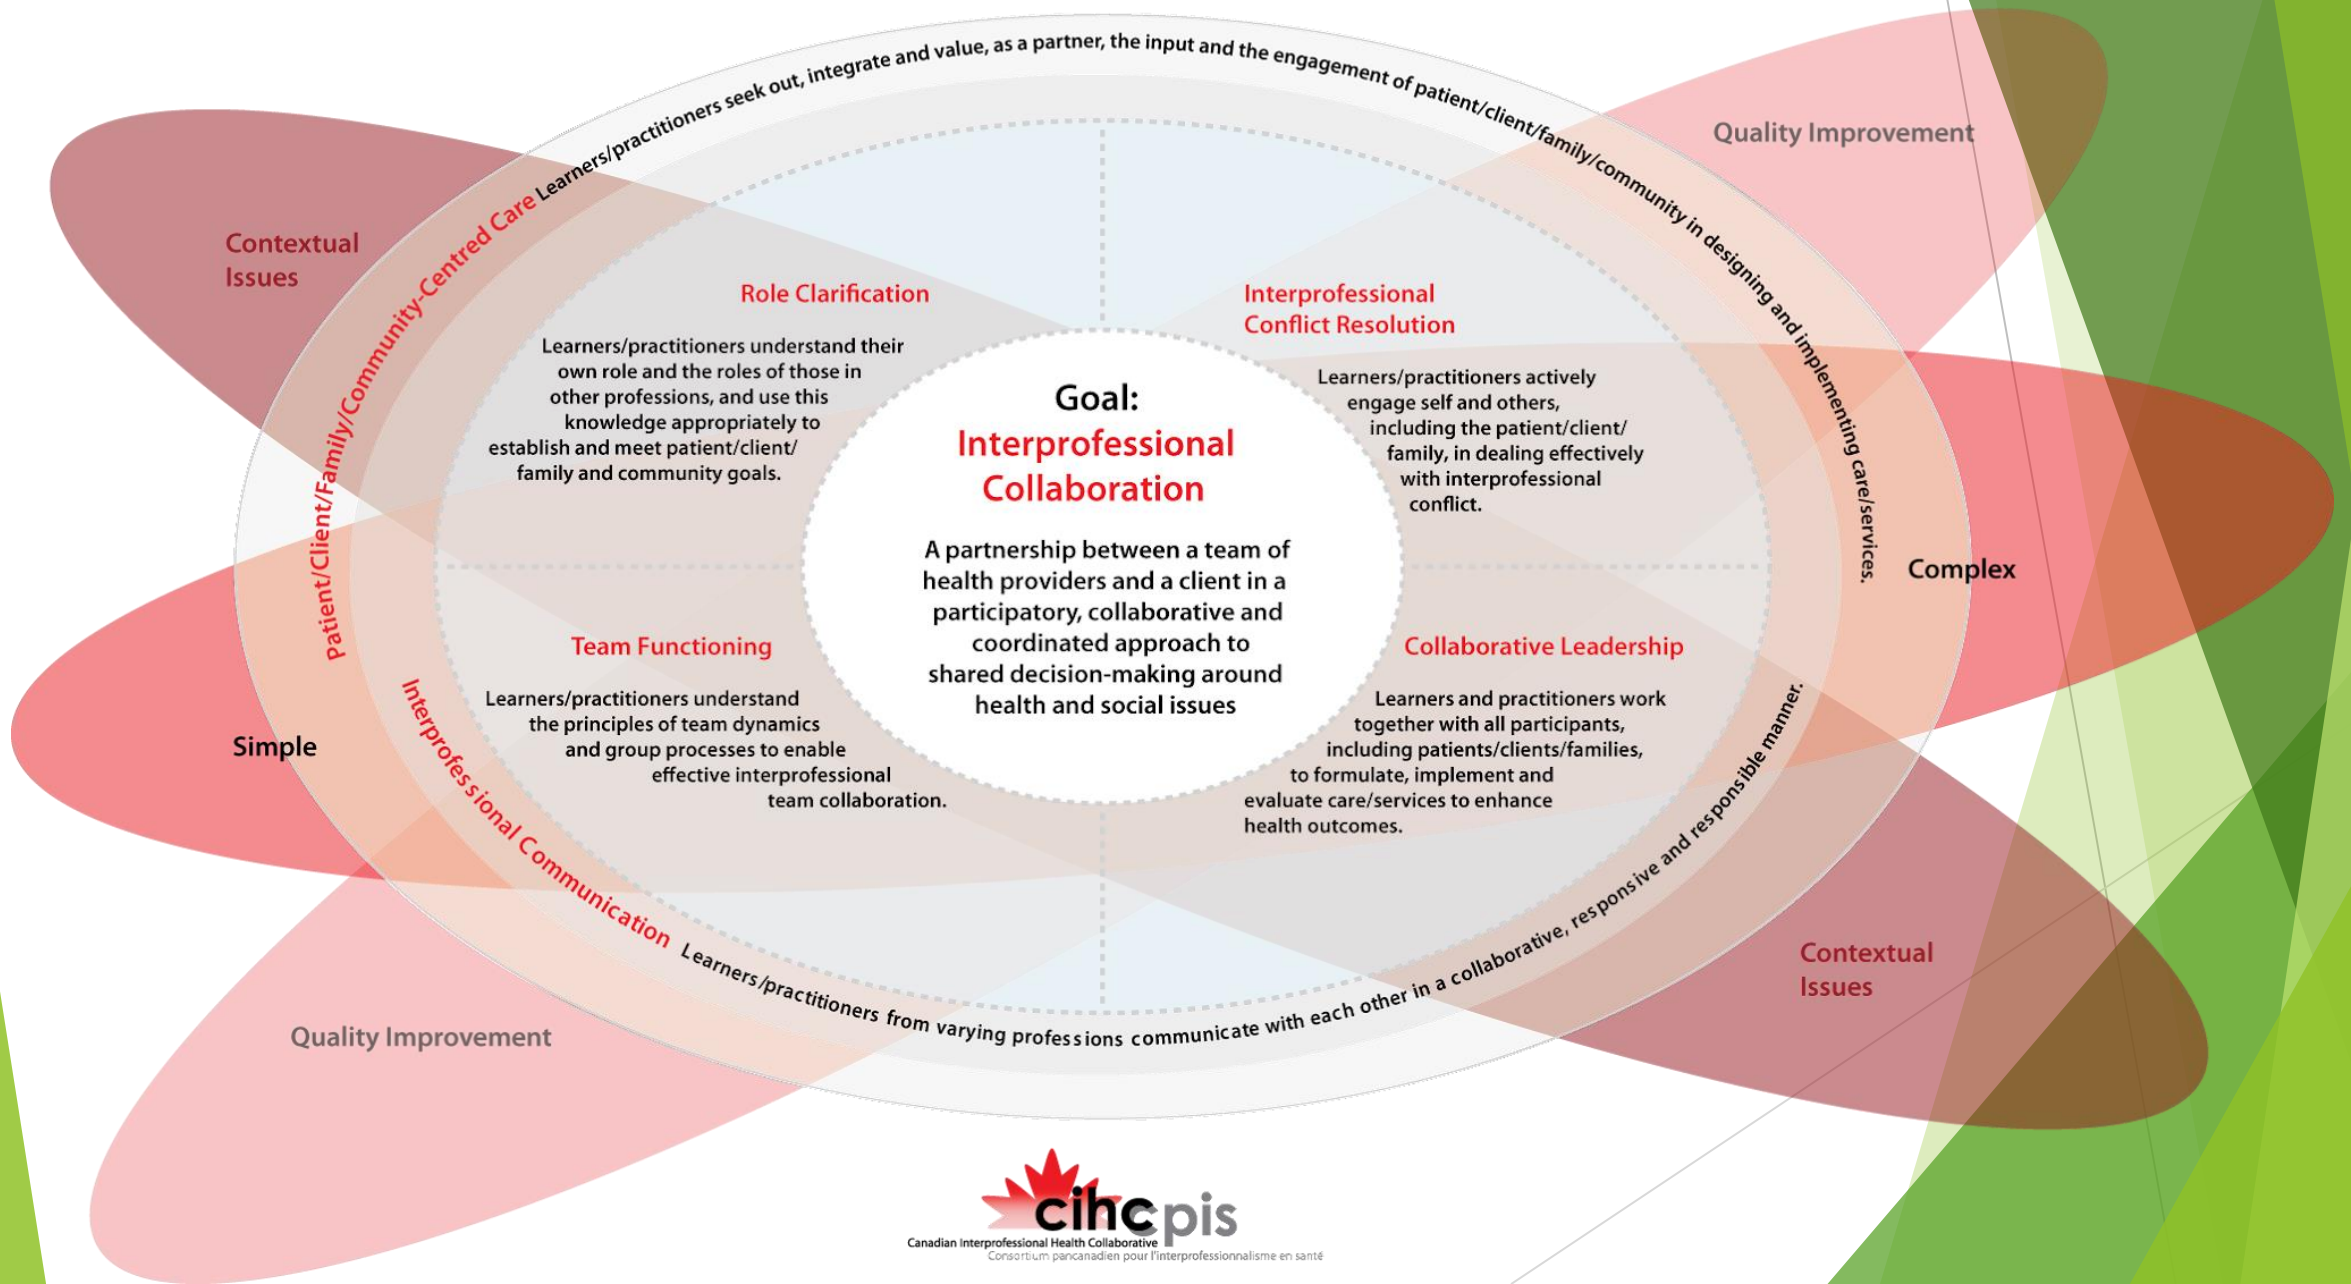 Patient/Client/Family/Community-Centred Care Learners/practitioners seek out, integrate and value, as a partner, the input and the engagement of patient/client/family/community in designing and implementing care/services.
Quality Improvement
Contextual
Issues
Role Clarification
Learners/practitioners understand their
own role and the roles of those in
other professions, and use this
knowledge appropriately to
establish and meet patient/client/
family and community goals.
Interprofessional
Conflict Resolution
Learners/practitioners actively
engage self and others,
including the patient/client/
family, in dealing effectively
with interprofessional
conflict.
Goal:
Interprofessional
Collaboration
A partnership between a team of
health providers and a client in a
participatory, collaborative and
coordinated approach to
shared decision-making around
health and social issues
Complex
Simple
Team Functioning
Learners/practitioners understand
the principles of team dynamics
and group processes to enable
effective interprofessional
team collaboration.
Collaborative Leadership
Learners and practitioners work
together with all participants,
including patients/clients/families,
to formulate, implement and
evaluate care/services to enhance
health outcomes.
Interprofessional Communication Learners/practitioners from varying professions communicate with each other in a collaborative, responsive and responsible manner.
Contextual
Issues
Quality Improvement
cihcpis
Canadian Interprofessional Health Collaborative
Consortium pancanadien pour l'interprofessionnalisme en santé